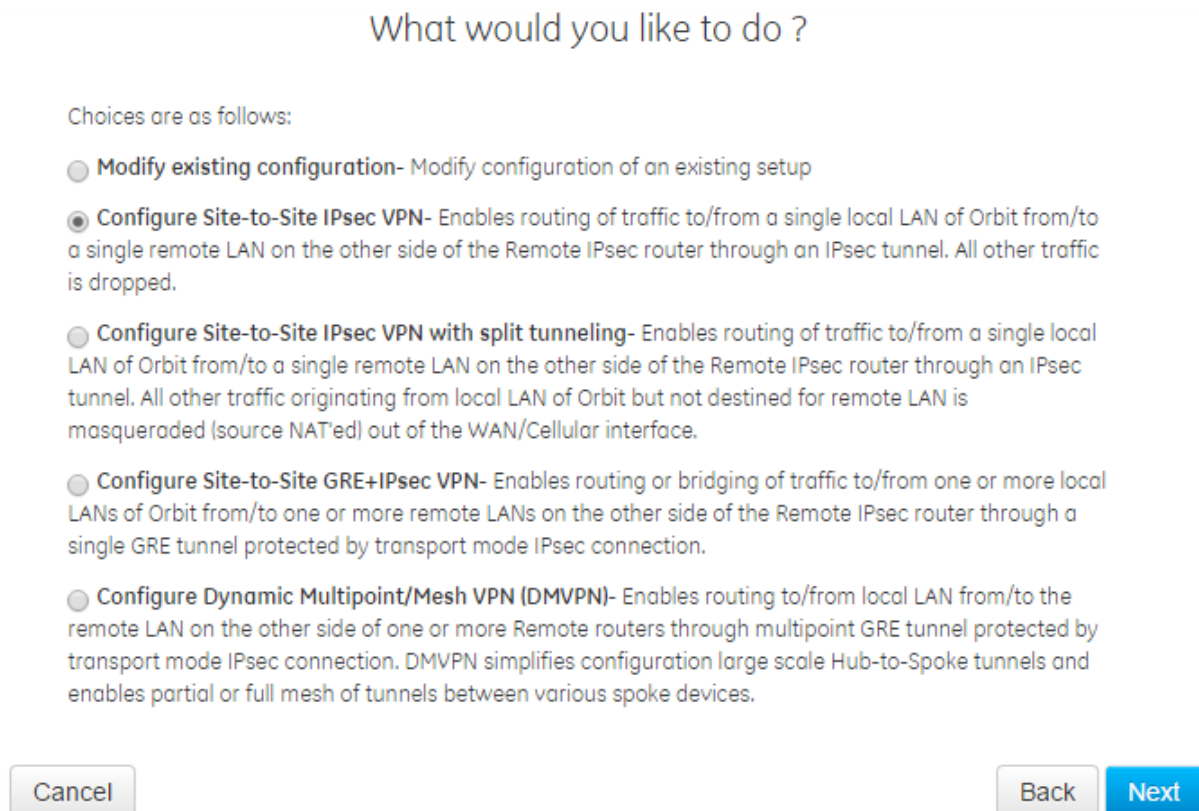 What would you like to do ?
Choices are as follows:
Modify existing configuration- Modify configuration of an existing setup
Configure Site-to-Site IPsec VPN- Enables routing of traffic to/from a single local LAN of Orbit from/to
a single remote LAN on the other side of the Remote IPsec router through an IPsec tunnel. All other traffic
is dropped.
Configure Site-to-Site IPsec VPN with split tunneling- Enables routing of traffic to/from a single local
LAN of Orbit from/to a single remote LAN on the other side of the Remote IPsec router through an IPsec
tunnel. All other traffic originating from local LAN of Orbit but not destined for remote LAN is
masqueraded (source NAT'ed) out of the WAN/Cellular interface.
Configure Site-to-Site GRE+IPsec VPN- Enables routing or bridging of traffic to/from one or more local
LANs of Orbit from/to one or more remote LANs on the other side of the Remote IPsec router through a
single GRE tunnel protected by transport mode IPsec connection.
Configure Dynamic Multipoint/Mesh VPN (DMVPN)- Enables routing to/from local LAN from/to the
remote LAN on the other side of one or more Remote routers through multipoint GRE tunnel protected by
transport mode IPsec connection. DMVPN simplifies configuration large scale Hub-to-Spoke tunnels and
enables partial or full mesh of tunnels between various spoke devices.
Cancel Back Next